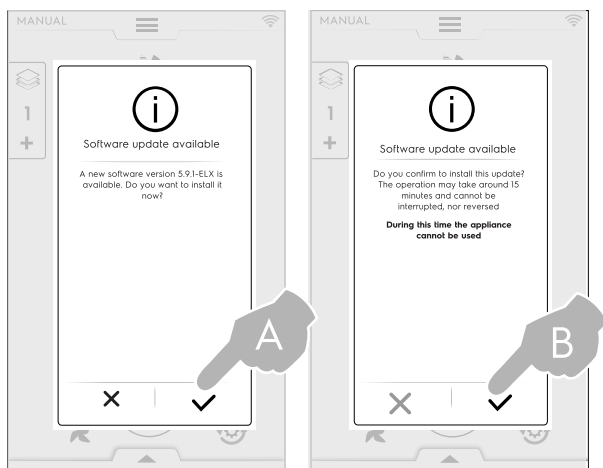 MANUAL
1
+
Software update available
A new software version 5.9.1-ELX is
available. Do you want to install it
now?
A
MANUAL
1
+
Software update available
Do you confirm to install this update?
The operation may take around 15
minutes and cannot be
interrupted, nor reversed
During this time the appliance
cannot be used
B